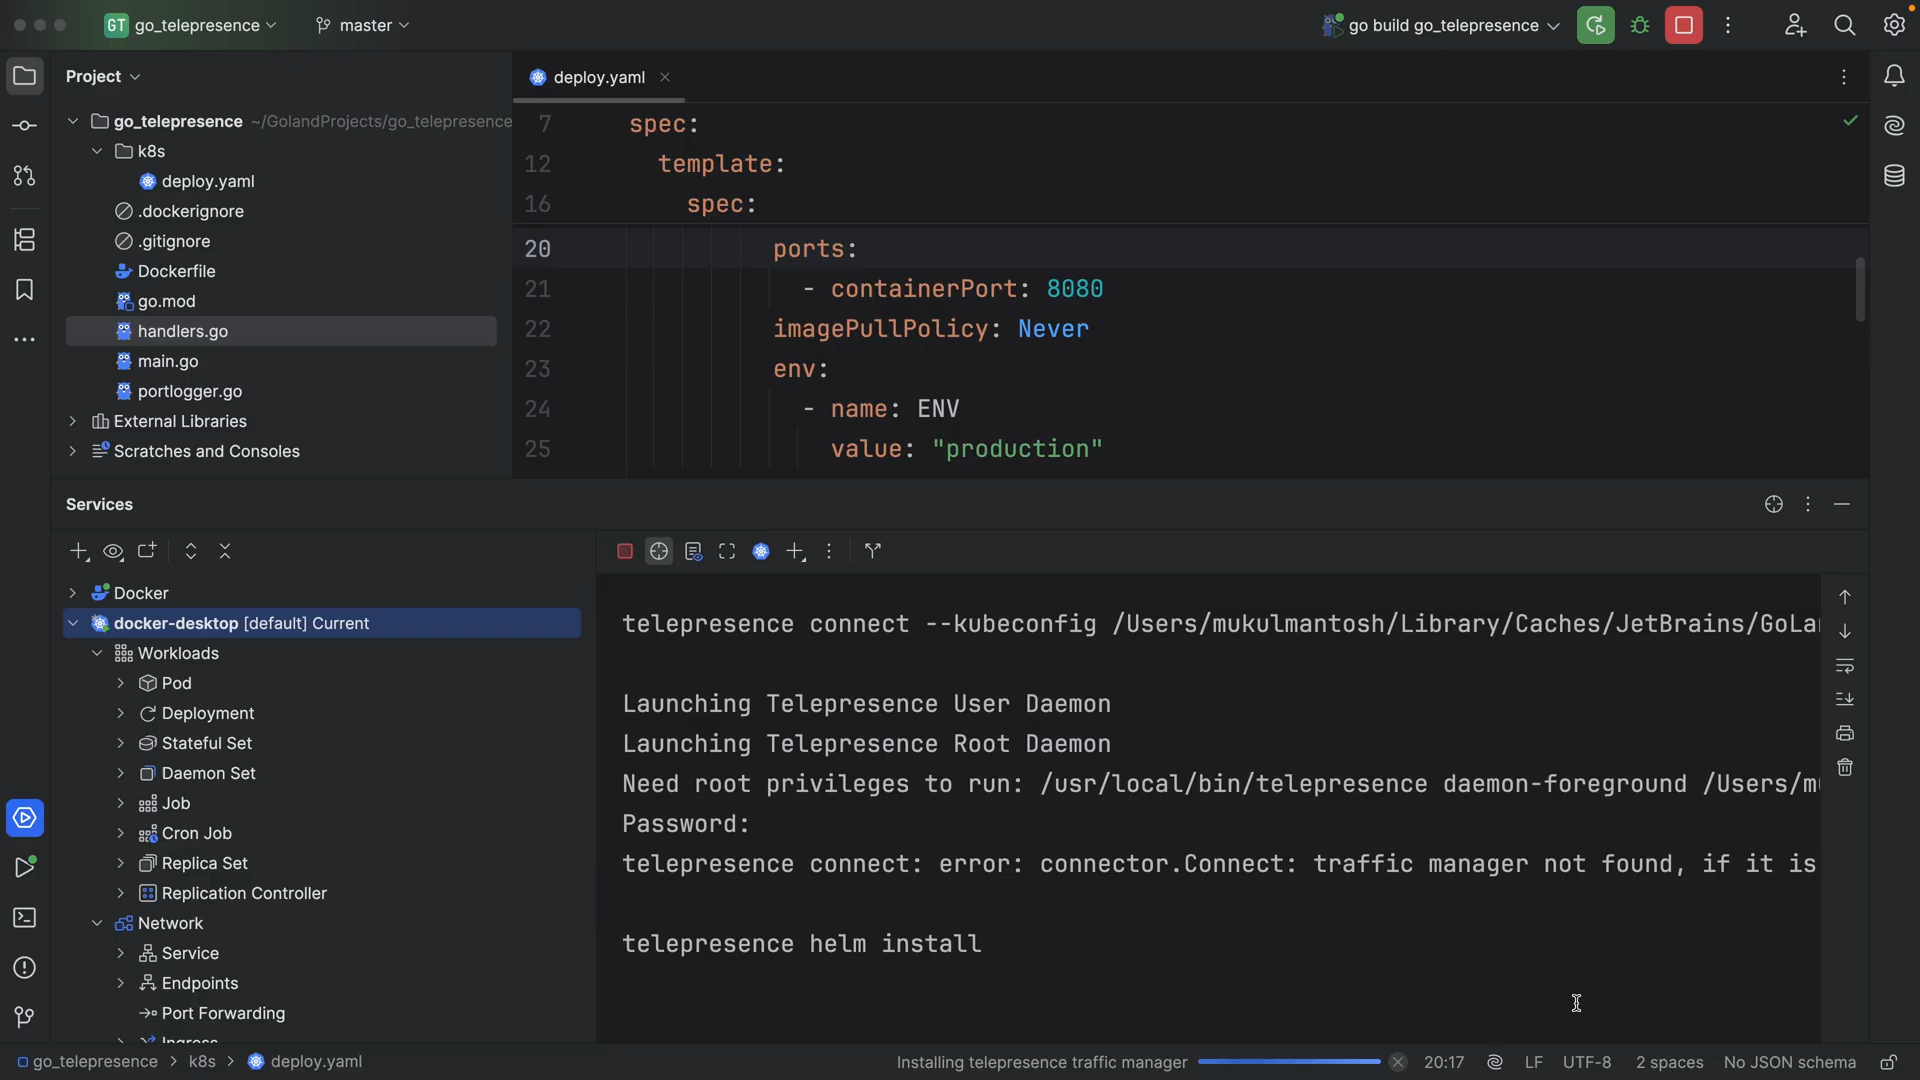 GT go_telepresence
master
go build go_telepresence
Project
go_telepresence ~/GolandProjects/go_telepresence
k8s
deploy.yaml
.dockerignore
.gitignore
Dockerfile
go.mod
handlers.go
main.go
portlogger.go
External Libraries
Scratches and Consoles
deploy.yaml
7 spec:
12 template:
16 spec:
20 ports:
21 - containerPort: 8080
22 imagePullPolicy: Never
23 env:
24 - name: ENV
25 value: "production"
Services
Docker
docker-desktop [default] Current
Workloads
Pod
Deployment
Stateful Set
Daemon Set
Job
Cron Job
Replica Set
Replication Controller
Network
Service
Endpoints
Port Forwarding
Ingress
telepresence connect --kubeconfig /Users/mukulmantosh/Library/Caches/JetBrains/GoLa
Launching Telepresence User Daemon
Launching Telepresence Root Daemon
Need root privileges to run: /usr/local/bin/telepresence daemon-foreground /Users/m
Password:
telepresence connect: error: connector.Connect: traffic manager not found, if it is
telepresence helm install
go_telepresence > k8s > deploy.yaml
Installing telepresence traffic manager
20:17
LF
UTF-8
2 spaces
No JSON schema